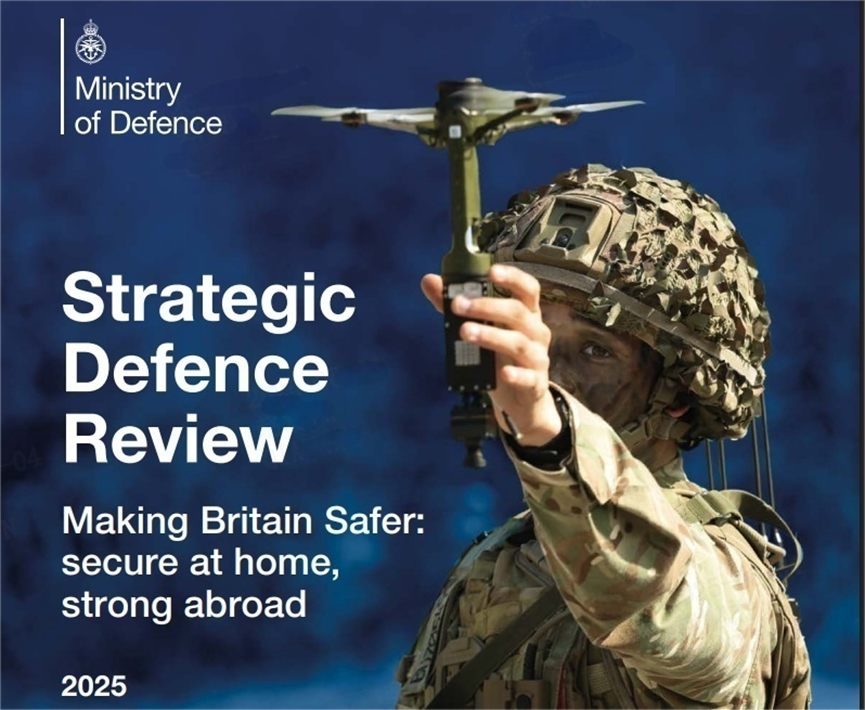 Ministry
of Defence
Strategic
Defence
Review
Making Britain Safer:
secure at home,
strong abroad
2025